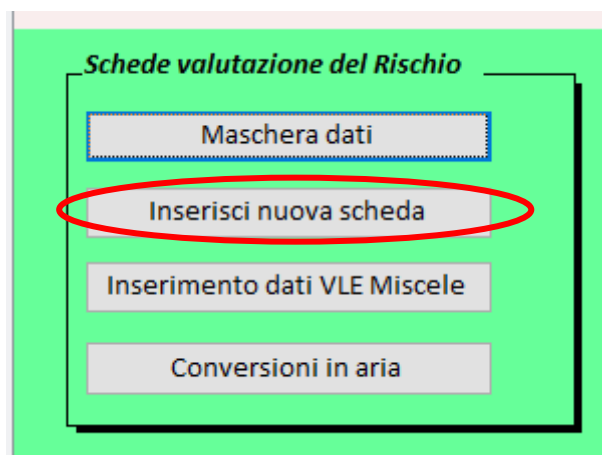 Schede valutazione del Rischio
Maschera dati
Inserisci nuova scheda
Inserimento dati VLE Miscele
Conversioni in aria